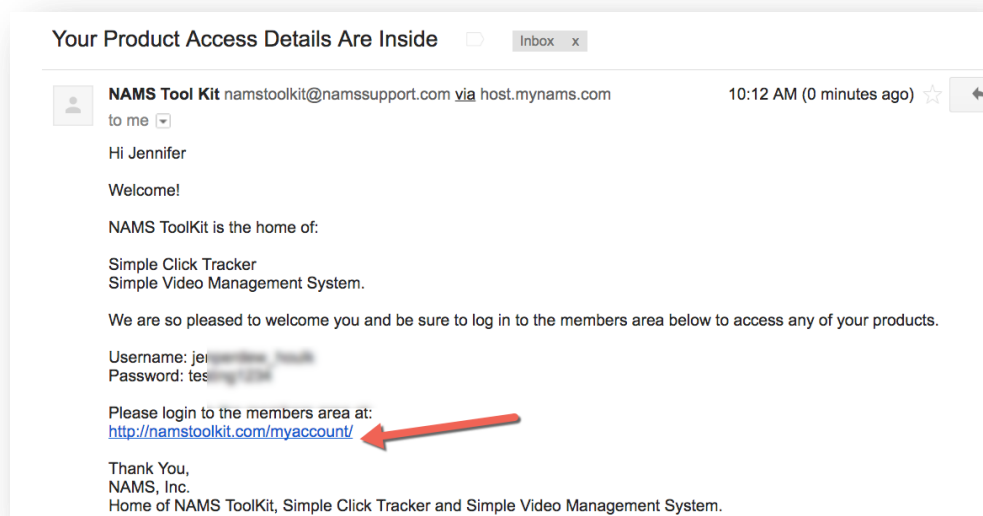 Your Product Access Details Are Inside Inbox x
NAMS Tool Kit namstoolkit@namssupport.com via host.mynams.com 10:12 AM (0 minutes ago)
to me
Hi Jennifer
Welcome!
NAMS ToolKit is the home of:
Simple Click Tracker
Simple Video Management System.
We are so pleased to welcome you and be sure to log in to the members area below to access any of your products.
Username:
Password:
Please login to the members area at:
http://namstoolkit.com/myaccount/
Thank You,
NAMS, Inc.
Home of NAMS ToolKit, Simple Click Tracker and Simple Video Management System.